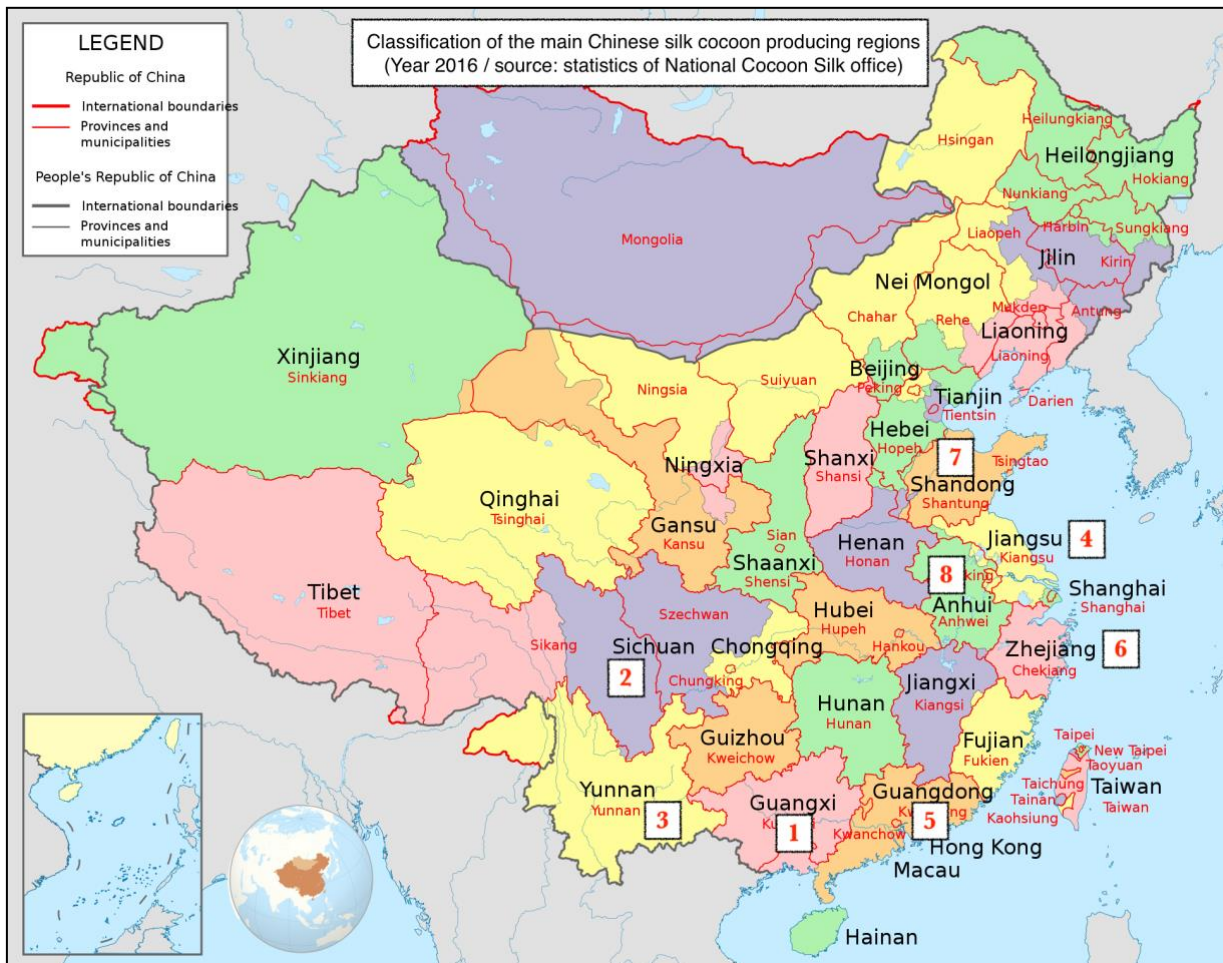 LEGEND
Republic of China
International boundaries
Provinces and
municipalities
People's Republic of China
International boundaries
Provinces and
municipalities
Classification of the main Chinese silk cocoon producing regions
(Year 2016 / source: statistics of National Cocoon Silk office)
Heilungkiang
Hsingan
Heilongjiang
Hokiang
Nunkiang
Liaopeh
Harbin
Sungkiang
Mongolia
Jilin
Kirin
Nei Mongol
Chahar
Rehe
Mukden
Antung
Liaoning
Liaoning
Xinjiang
Sinkiang
Ningsia
Suiyuan
Beijing
Peking
Tianjin
Tientsin
Darien
Hebei
Hopeh
7
Tsingtao
Shandong
Shantung
Ningxia
Shanxi
Shansi
Qinghai
Tsinghai
Gansu
Kansu
Sian
Shaanxi
Shensi
Henan
Honan
Jiangsu
Kiangsu
4
8
king
Anhui
Anhwei
Shanghai
Shanghai
Tibet
Tibet
Sikang
Szechwan
Sichuan
2
Chongqing
Chungking
Hubei
Hupeh
Hankou
Zhejiang
Chekiang
6
Jiangxi
Kiangsi
Hunan
Hunan
Guizhou
Kweichow
Fujian
Fukien
Taipei
New Taipei
Taoyuan
Taichung
Taiwan
Taiwan
Tainan
Kaohsiung
Yunnan
Yunnan
3
Guangxi
1
Guangdong
Kwanchow
5
Hong Kong
Macau
Hainan